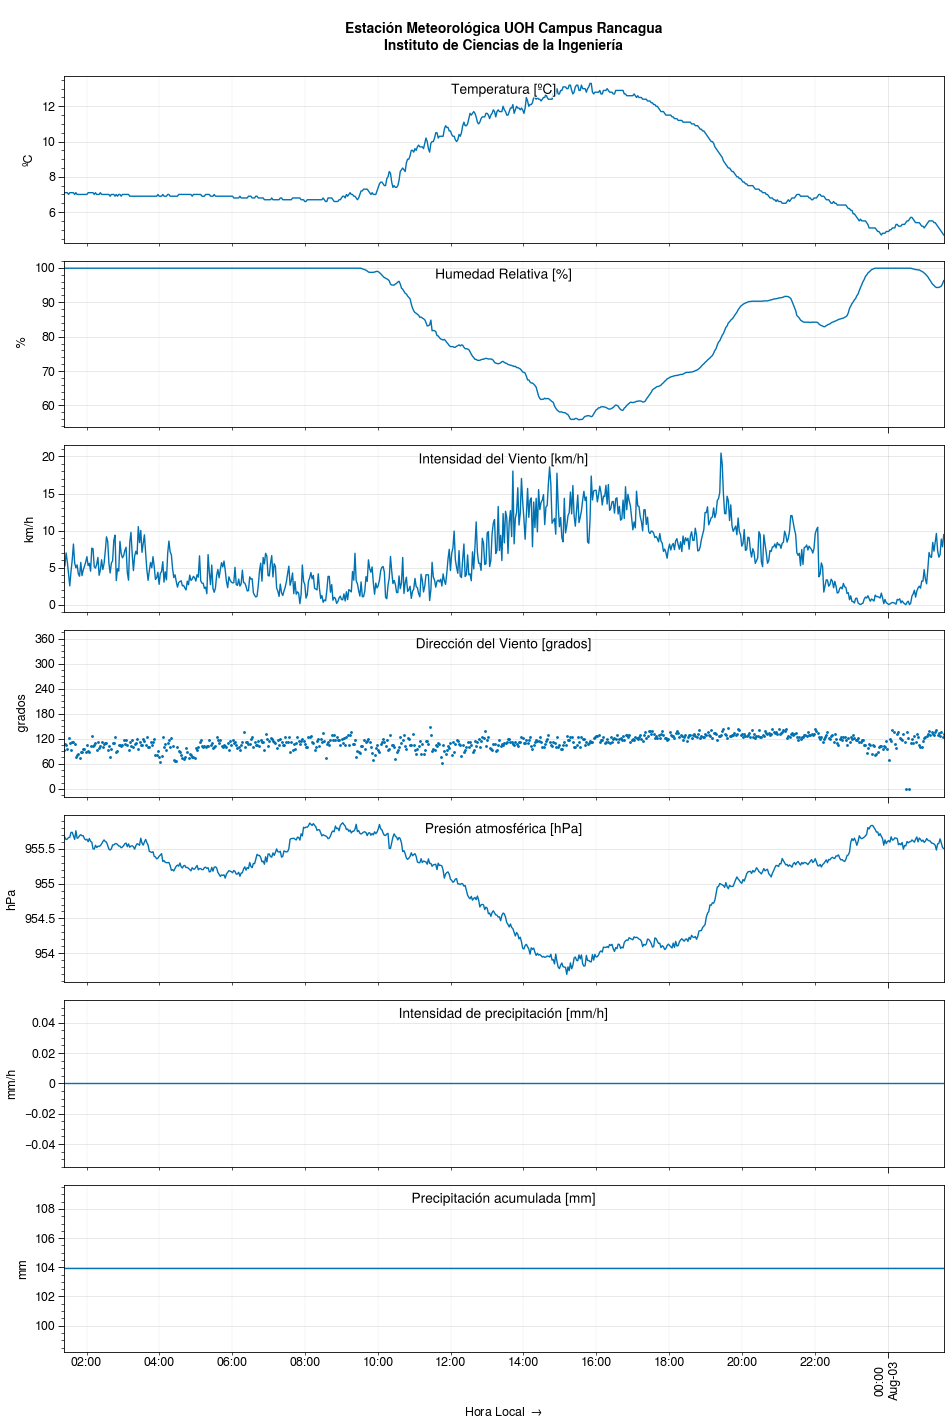 Estación Meteorológica UOH Campus Rancagua
Instituto de Ciencias de la Ingeniería
Temperatura [ºC]
ºC
12
10
8
6
Humedad Relativa [%]
%
100
90
80
70
60
Intensidad del Viento [km/h]
km/h
20
15
10
5
0
Dirección del Viento [grados]
grados
360
300
240
180
120
60
0
Presión atmosférica [hPa]
hPa
955.5
955
954.5
954
Intensidad de precipitación [mm/h]
mm/h
0.04
0.02
0
−0.02
−0.04
Precipitación acumulada [mm]
mm
108
106
104
102
100
02:00 04:00 06:00 08:00 10:00 12:00 14:00 16:00 18:00 20:00 22:00 00:00
Aug-03
Hora Local →